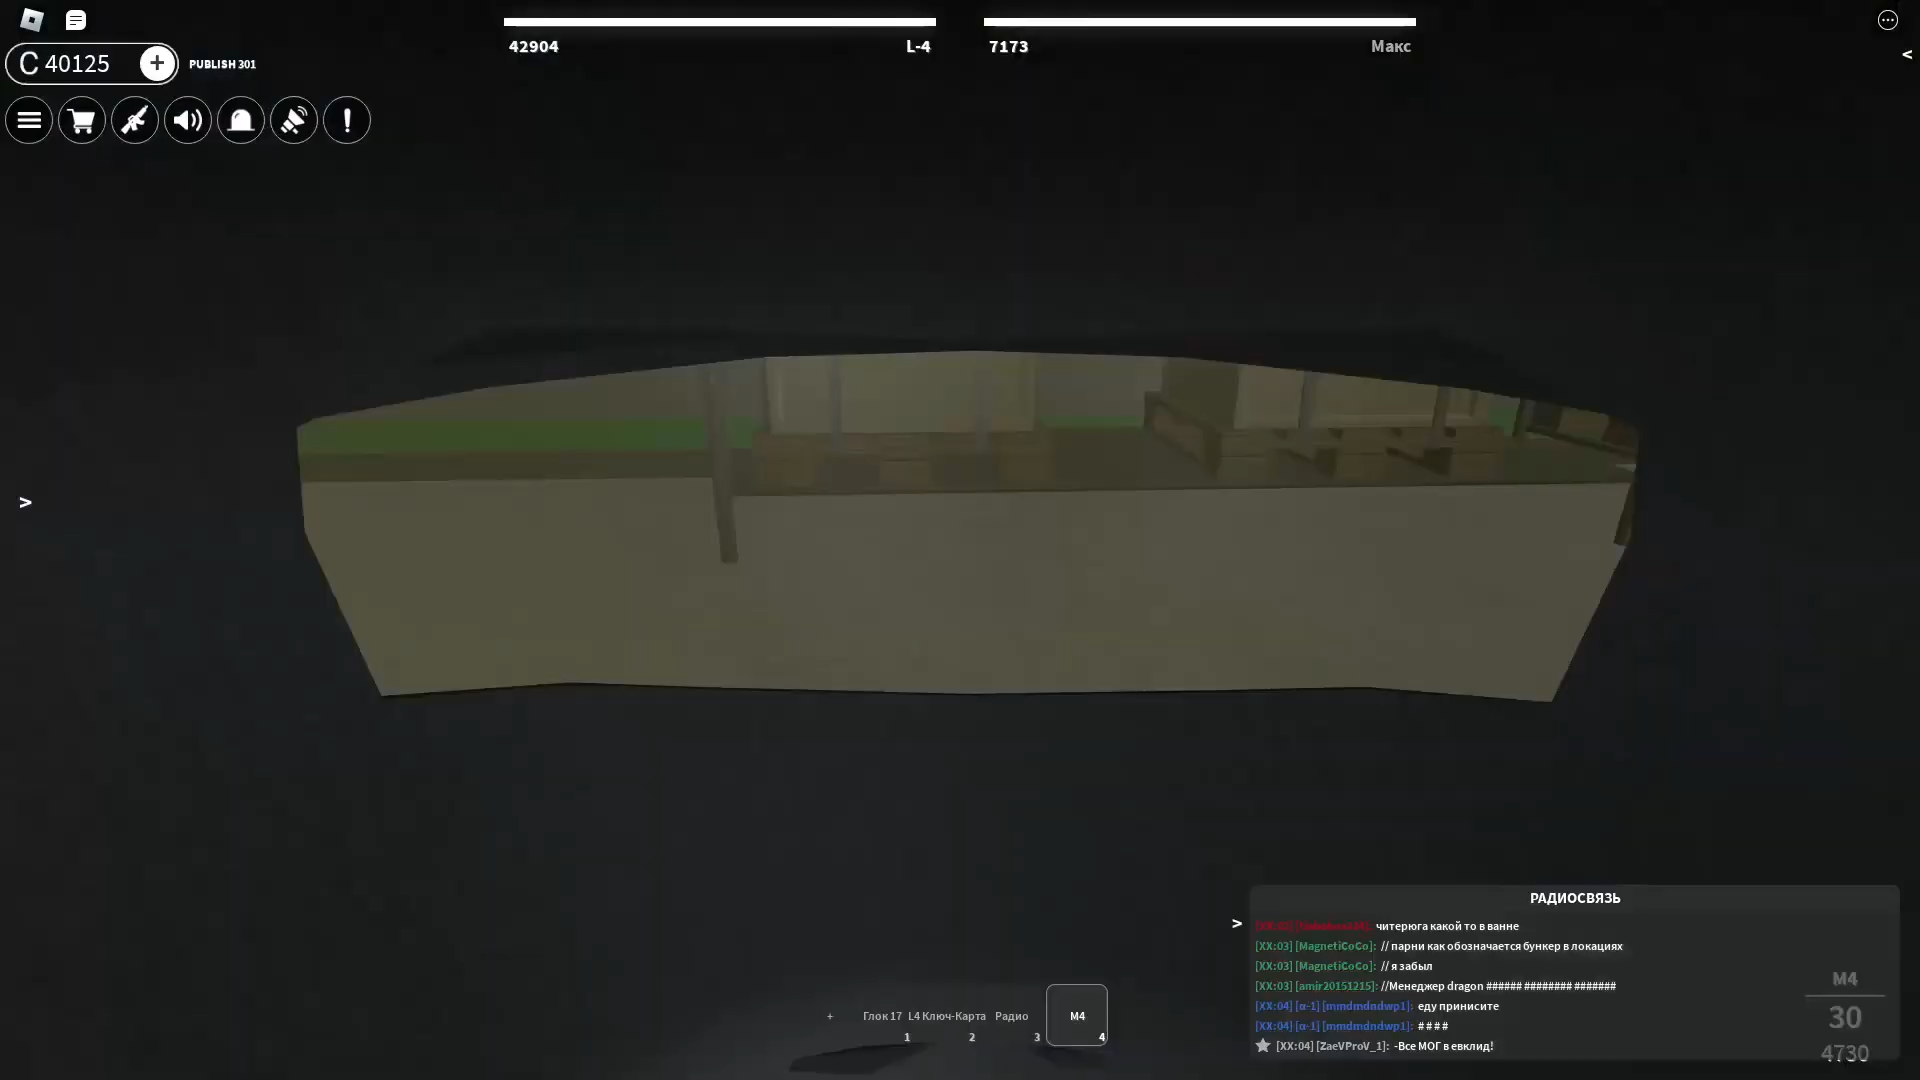 42904
L-4
7173
Макс
C 40125
+
PUBLISH 301
<
>
РАДИОСВЯЗЬ
>
читерюга какой то в ванне
[XX:03] [MagnetiCoCo]: // парни как обозначается бункер в локациях
[XX:03] [MagnetiCoCo]: // я забыл
[XX:03] [amir20151215]: //Менеджер dragon ###### ######## #######
[XX:04] [α-1] [mmdmdndwp1]: еду принисите
[XX:04] [α-1] [mmdmdndwp1]: ####
[XX:04] [ZaeVProV_1]: -Все МОГ в евклид!
M4
30
4730
+
Глок 17
1
L4 Ключ-Карта
2
Радио
3
M4
4